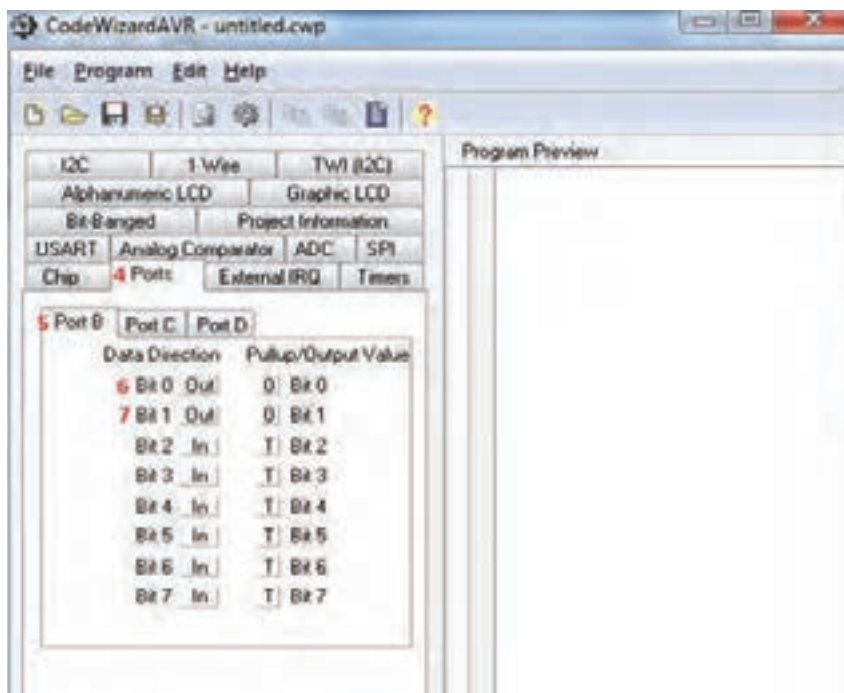 CodeWizardAVR - untitled.cwp
File Program Edit Help
I2C 1 Wire TWI (I2C)
Alphanumeric LCD Graphic LCD
Bit-Banged Project Information
USART Analog Comparator ADC SPI
Chip 4 Ports External IRQ Timers
5 Port B Port C Port D
Data Direction Pullup/Output Value
6 Bit 0 Out 0 Bit 0
7 Bit 1 Out 0 Bit 1
Bit 2 In T Bit 2
Bit 3 In T Bit 3
Bit 4 In T Bit 4
Bit 5 In T Bit 5
Bit 6 In T Bit 6
Bit 7 In T Bit 7
Program Preview